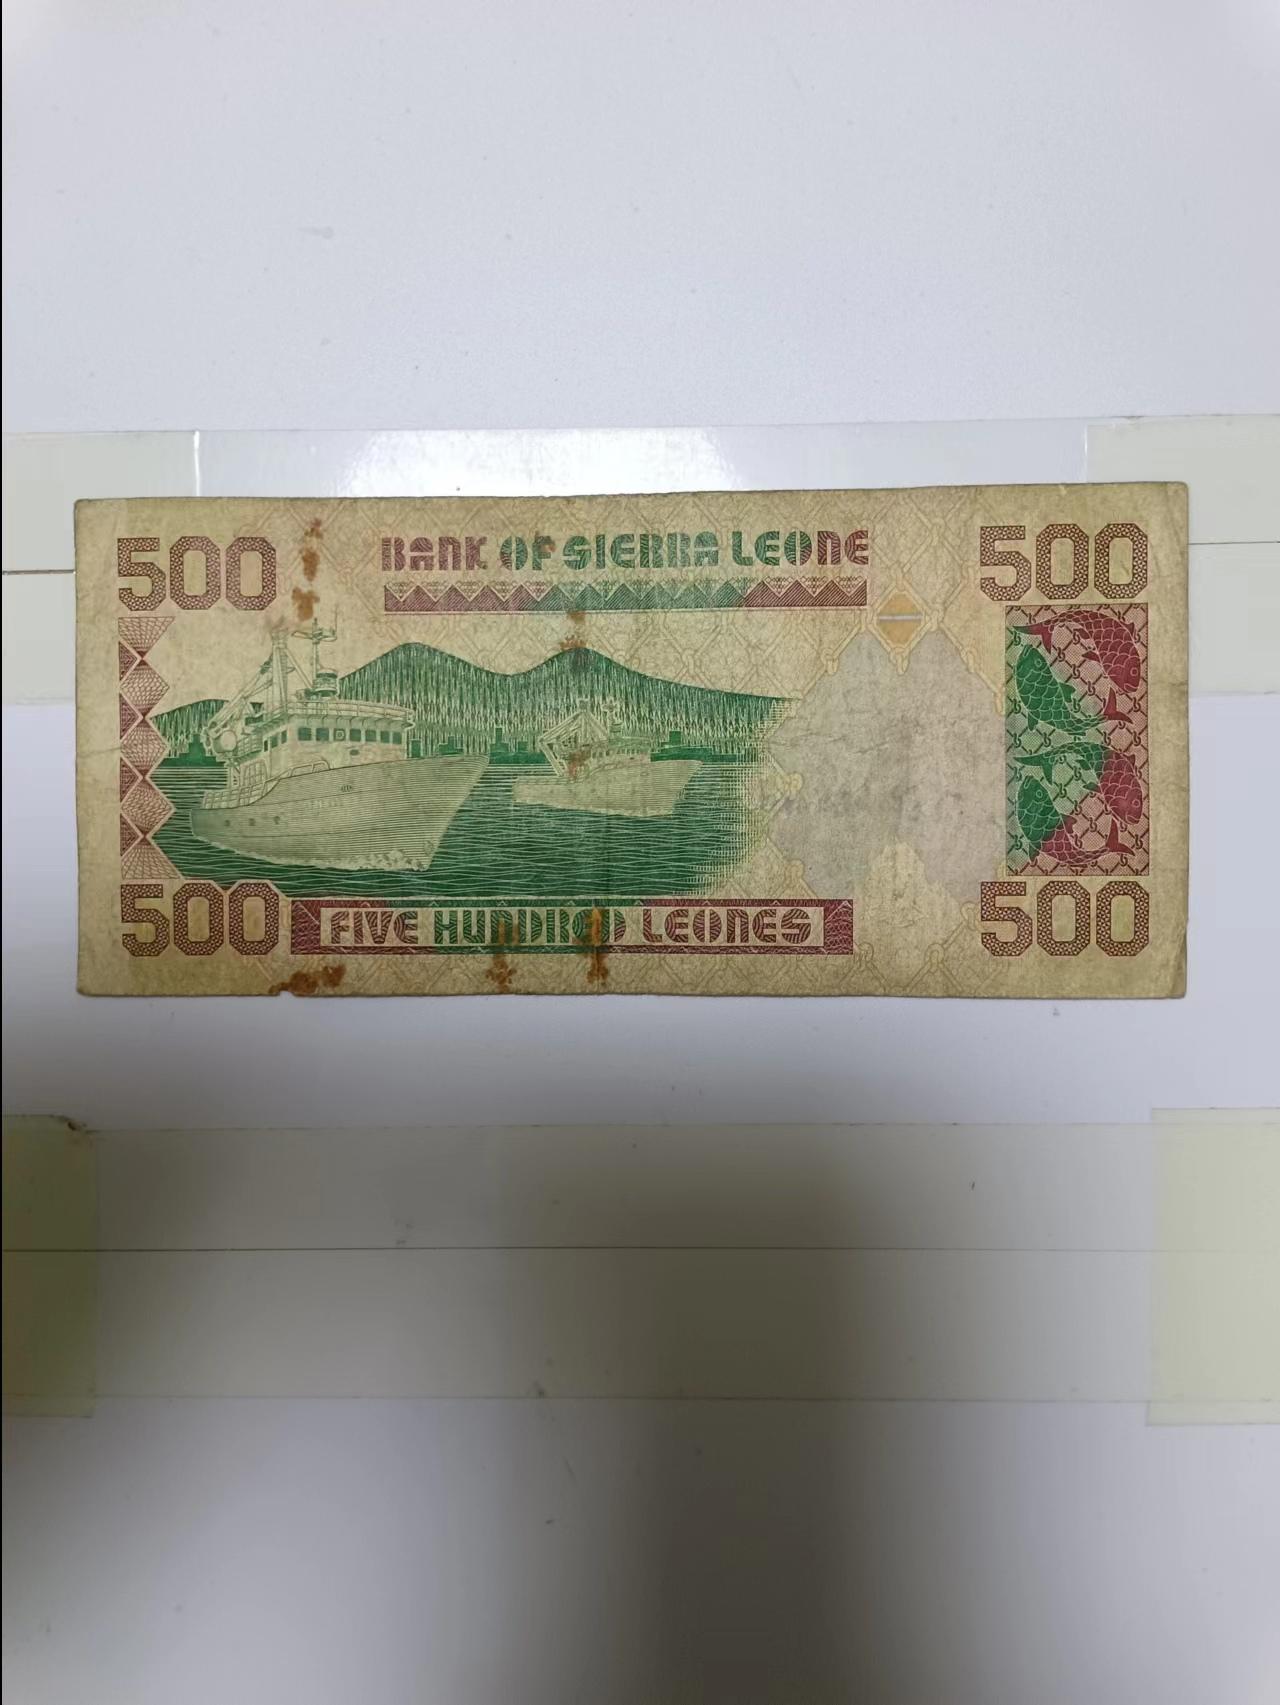 500 BANK OF SIERRA LEONE 500
500 FIVE HUNDRED LEONES 500